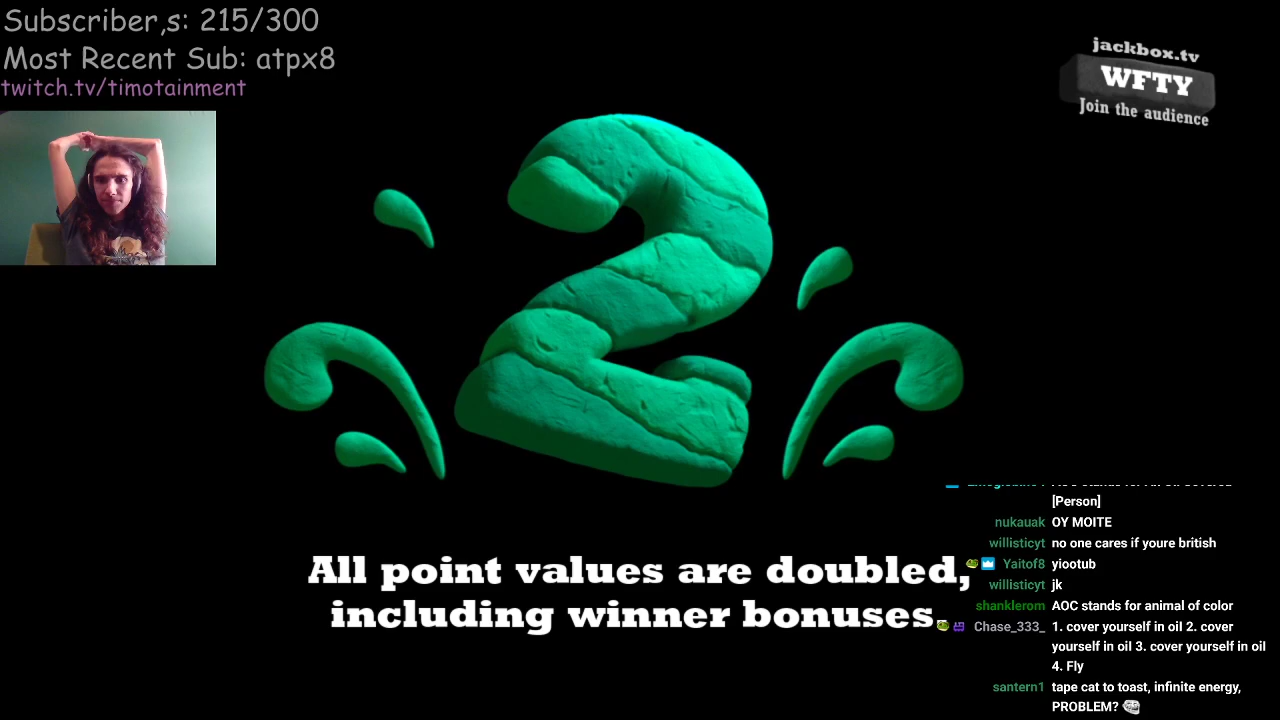 Subscriber,s: 215/300
Most Recent Sub: atpx8
twitch.tv/timotainment
jackbox.tv
WFTY
Join the audience
2
All point values are doubled,
including winner bonuses.
[Person]
nukauak OY MOITE
willisticyt no one cares if youre british
Yaitof8 yiootub
willisticyt jk
shanklerom AOC stands for animal of color
Chase_333_ 1. cover yourself in oil 2. cover
yourself in oil 3. cover yourself in oil
4. Fly
santern1 tape cat to toast, infinite energy,
PROBLEM?